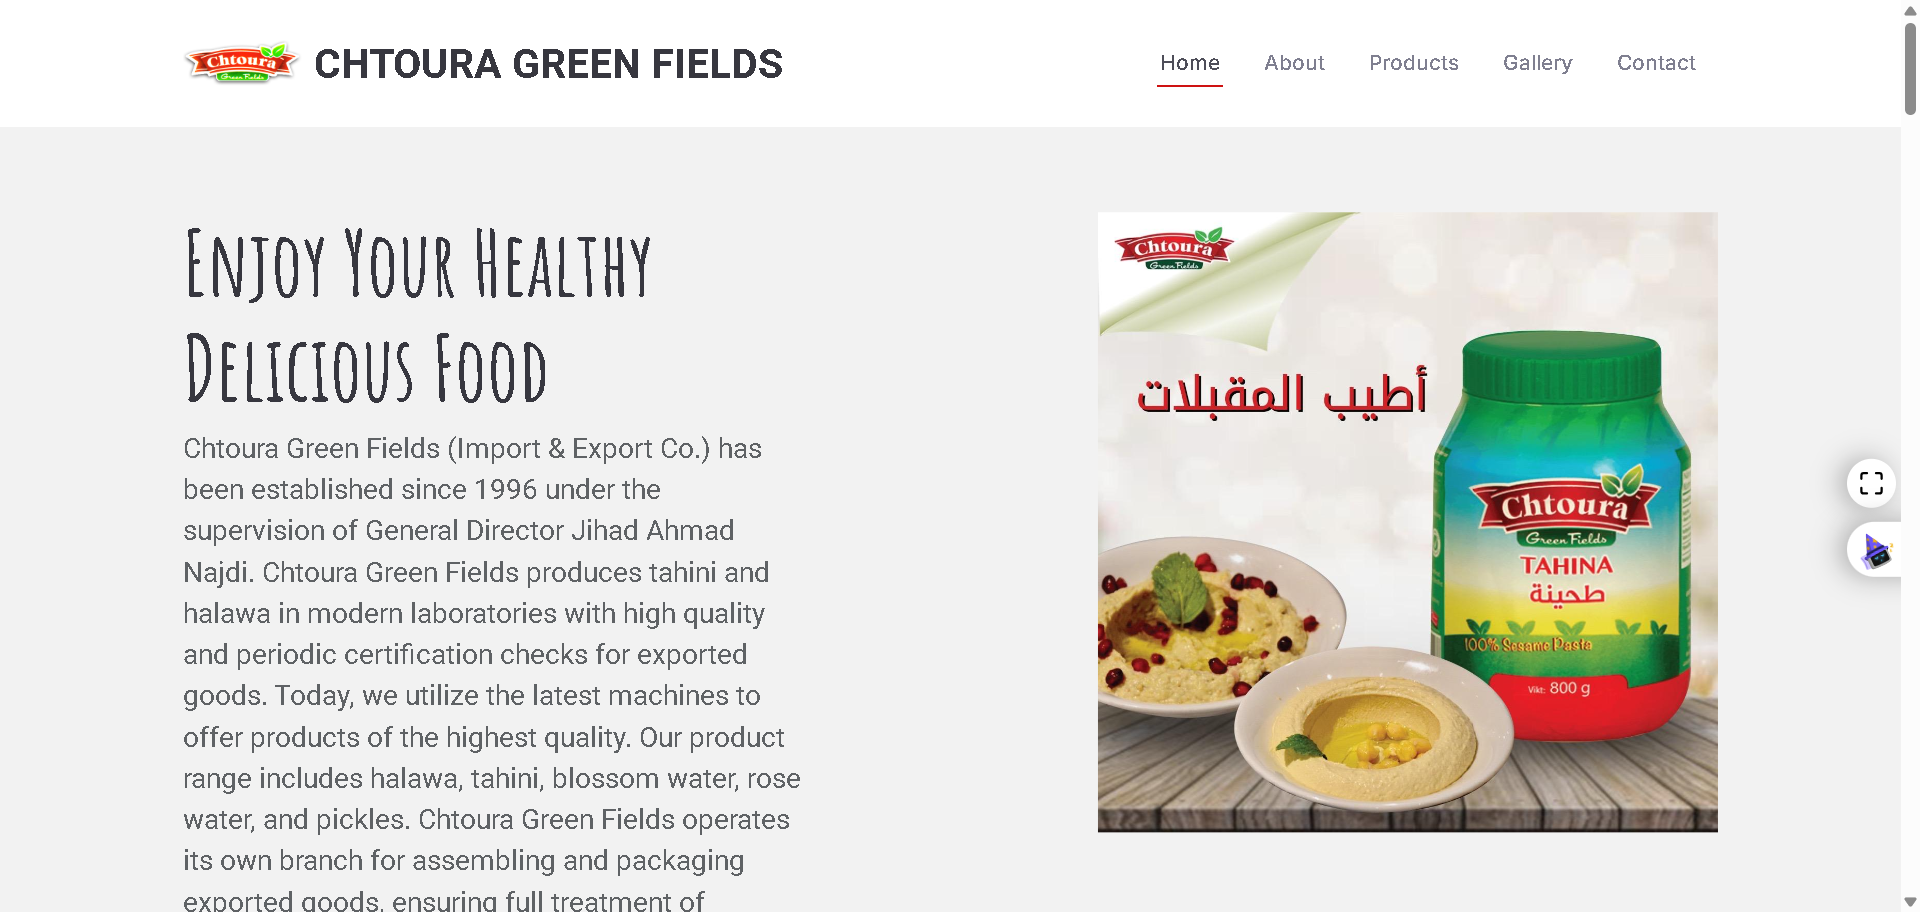 Chtoura
Green Fields
CHTOURA GREEN FIELDS
Home
About
Products
Gallery
Contact
Enjoy Your Healthy
Delicious Food
Chtoura Green Fields (Import & Export Co.) has
been established since 1996 under the
supervision of General Director Jihad Ahmad
Najdi. Chtoura Green Fields produces tahini and
halawa in modern laboratories with high quality
and periodic certification checks for exported
goods. Today, we utilize the latest machines to
offer products of the highest quality. Our product
range includes halawa, tahini, blossom water, rose
water, and pickles. Chtoura Green Fields operates
its own branch for assembling and packaging
exported goods, ensuring full treatment of
Chtoura
Green Fields
أطيب المقبلات
Chtoura
Green Fields
TAHINA
طحينة
100% Sesame Pasta
Vikt: 800 g